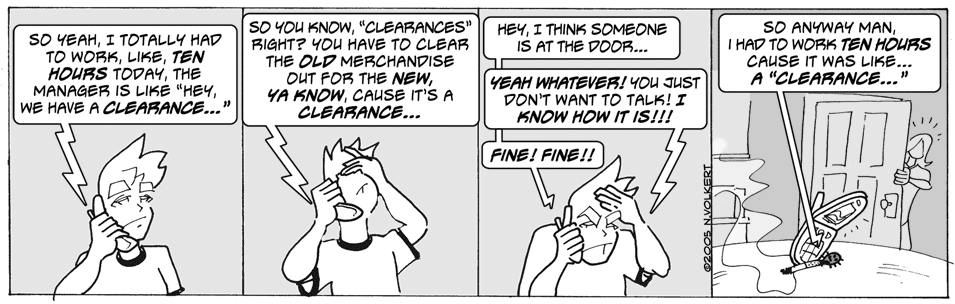 SO YEAH, I TOTALLY HAD
TO WORK, LIKE, TEN
HOURS TODAY, THE
MANAGER IS LIKE "HEY,
WE HAVE A CLEARANCE..."
SO YOU KNOW, "CLEARANCES"
RIGHT? YOU HAVE TO CLEAR
THE OLD MERCHANDISE
OUT FOR THE NEW,
YA KNOW, CAUSE IT'S A
CLEARANCE...
HEY, I THINK SOMEONE
IS AT THE DOOR...
YEAH WHATEVER! YOU JUST
DON'T WANT TO TALK! I
KNOW HOW IT IS!!!
FINE! FINE!!
SO ANYWAY MAN,
I HAD TO WORK TEN HOURS
CAUSE IT WAS LIKE...
A "CLEARANCE..."
©2005 N.VOLKERT